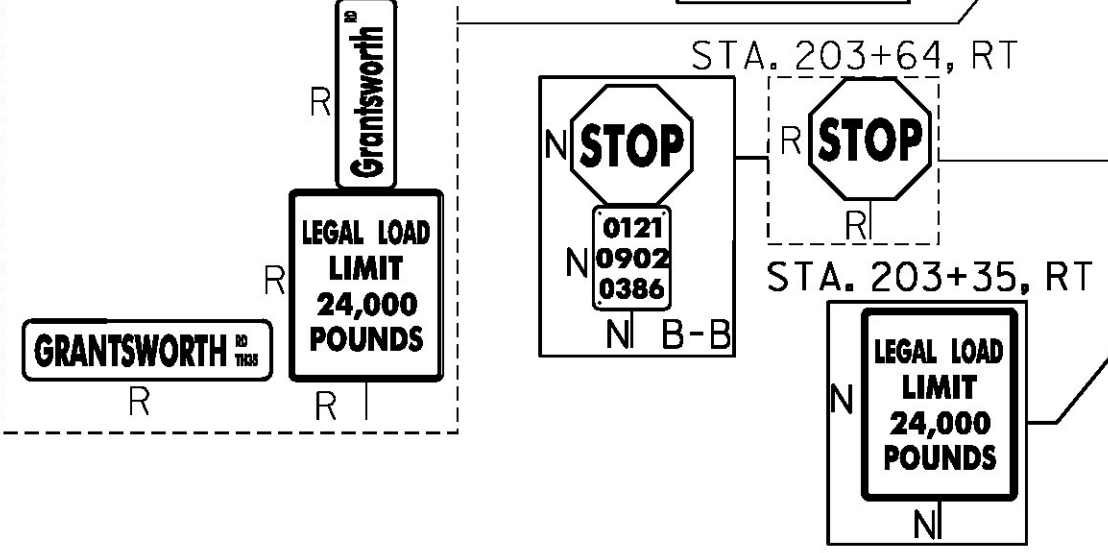 Grantsworth RD
R
LEGAL LOAD
LIMIT
24,000
POUNDS
R
R
GRANTSWORTH RD TH35
R
STA. 203+64, RT
STOP
N
0121
0902
0386
N
N
B-B
STOP
R
R
STA. 203+35, RT
LEGAL LOAD
LIMIT
24,000
POUNDS
N
N